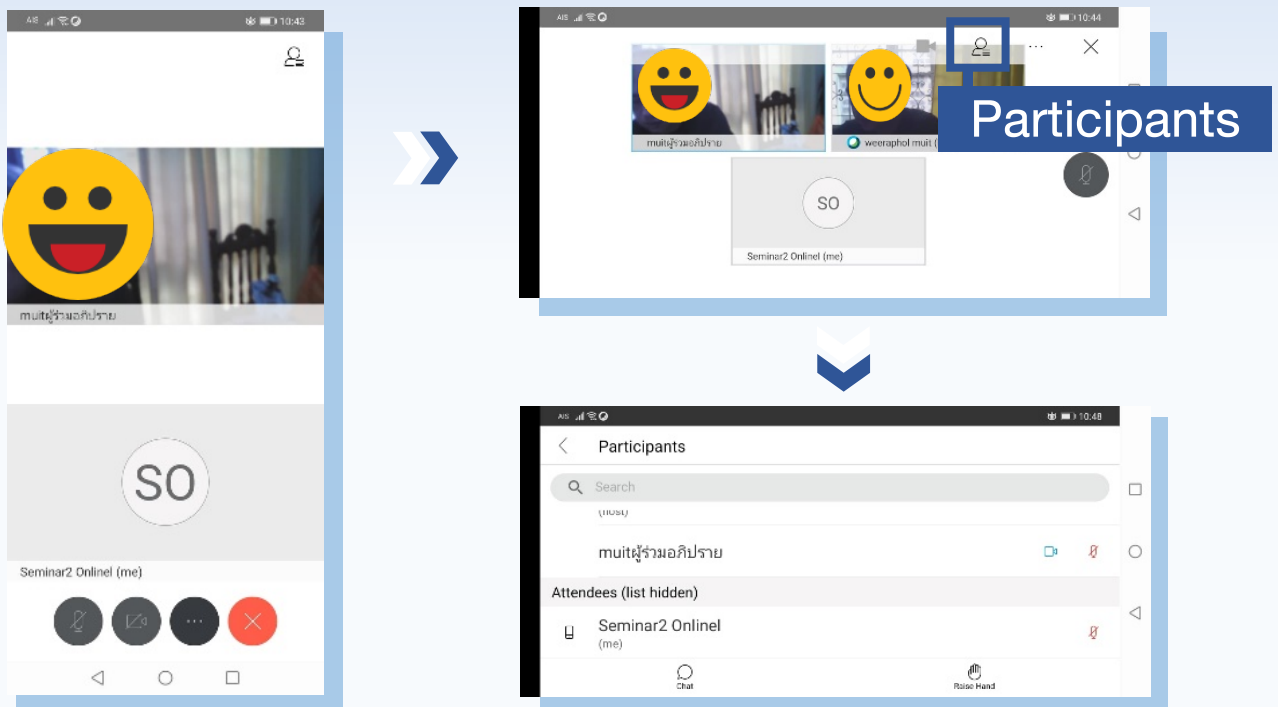 AIS 10:43
muitผู้ร่วมอภิปราย
SO
Seminar2 Onlinel (me)
AIS 10:44
Participants
muitผู้ร่วมอภิปราย
weeraphol muit (
SO
Seminar2 Onlinel (me)
AIS 10:48
Participants
Search
(host)
muitผู้ร่วมอภิปราย
Attendees (list hidden)
Seminar2 Onlinel
(me)
Chat
Raise Hand